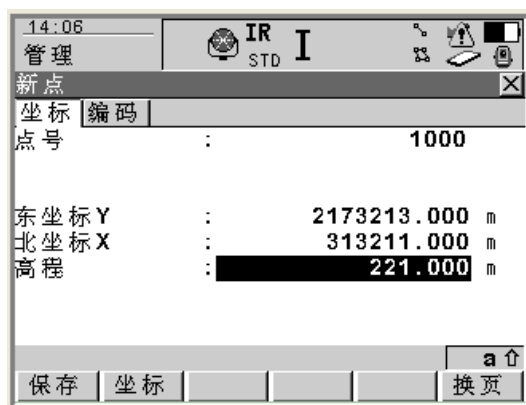 14:06
管理
IR
STD
I
新点
坐标 编码
点号 : 1000
东坐标Y : 2173213.000 m
北坐标X : 313211.000 m
高程 : 221.000 m
a
保存 坐标 换页